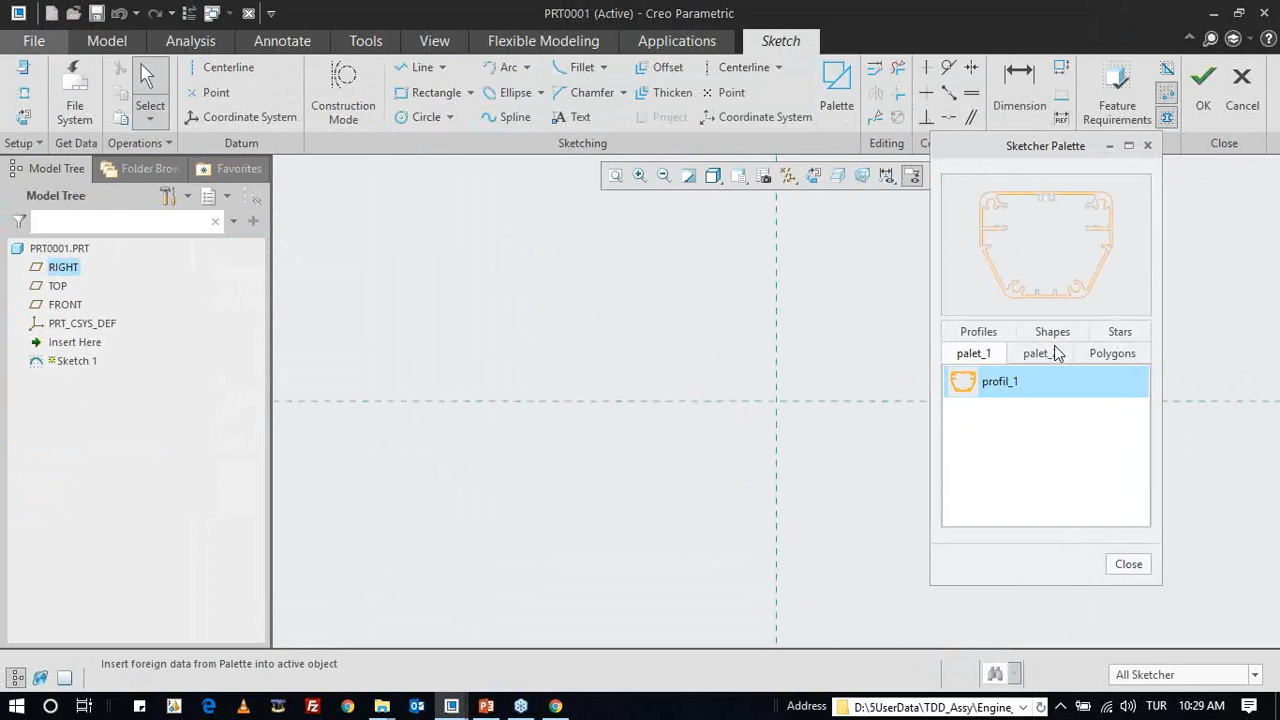 PRT0001 (Active) - Creo Parametric
File Model Analysis Annotate Tools View Flexible Modeling Applications Sketch
Centerline Line Arc Fillet Offset Centerline
Point Rectangle Ellipse Chamfer Thicken Point
Coordinate System Circle Spline Text Project Coordinate System
File System Select Construction Mode Palette Dimension REF Feature Requirements OK Cancel
Setup Get Data Operations Datum Sketching Editing Close
Model Tree Folder Brow Favorites
Model Tree
PRT0001.PRT
RIGHT
TOP
FRONT
PRT_CSYS_DEF
Insert Here
Sketch 1
Sketcher Palette
Profiles Shapes Stars
palet_1 palet_ Polygons
profil_1
Close
Insert foreign data from Palette into active object
All Sketcher
Address D:\5UserData\TDD_Assy\Engine_ TUR 10:29 AM